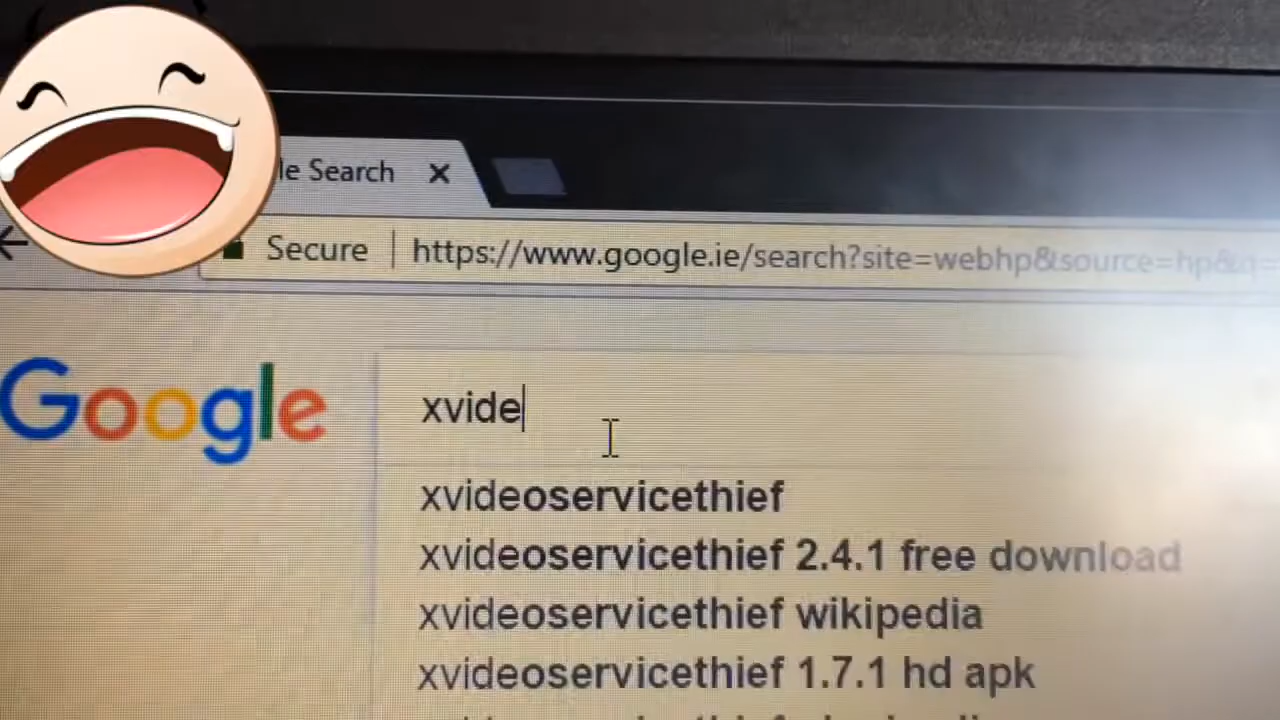 le Search
Secure https://www.google.ie/search?site=webhp&source=hp&q=
Google
xvide
xvideoservicethief
xvideoservicethief 2.4.1 free download
xvideoservicethief wikipedia
xvideoservicethief 1.7.1 hd apk